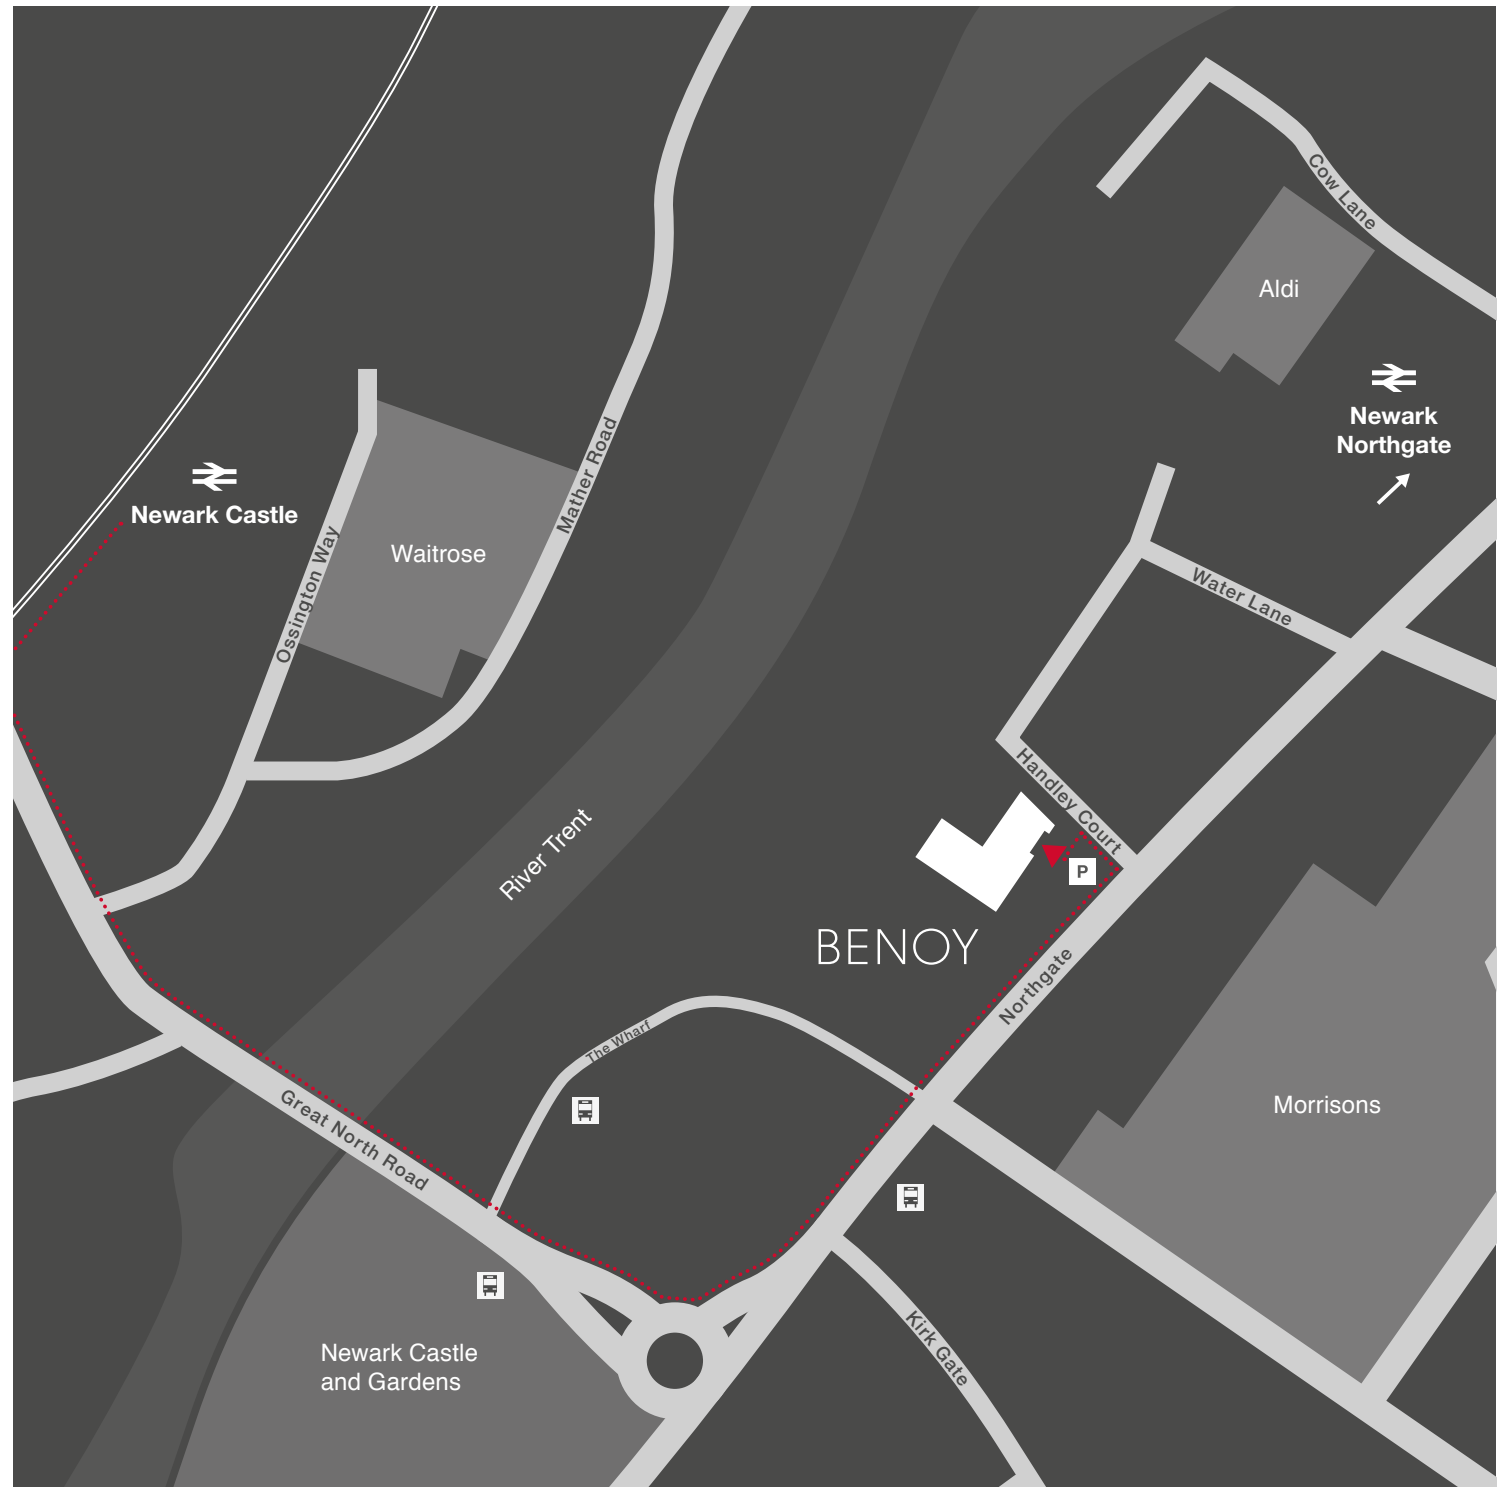 Cow Lane
Aldi
Newark
Northgate
Newark Castle
Mather Road
Waitrose
Ossington Way
Water Lane
Handley Court
River Trent
P
BENOY
Northgate
The Wharf
Great North Road
Morrisons
Kirk Gate
Newark Castle
and Gardens